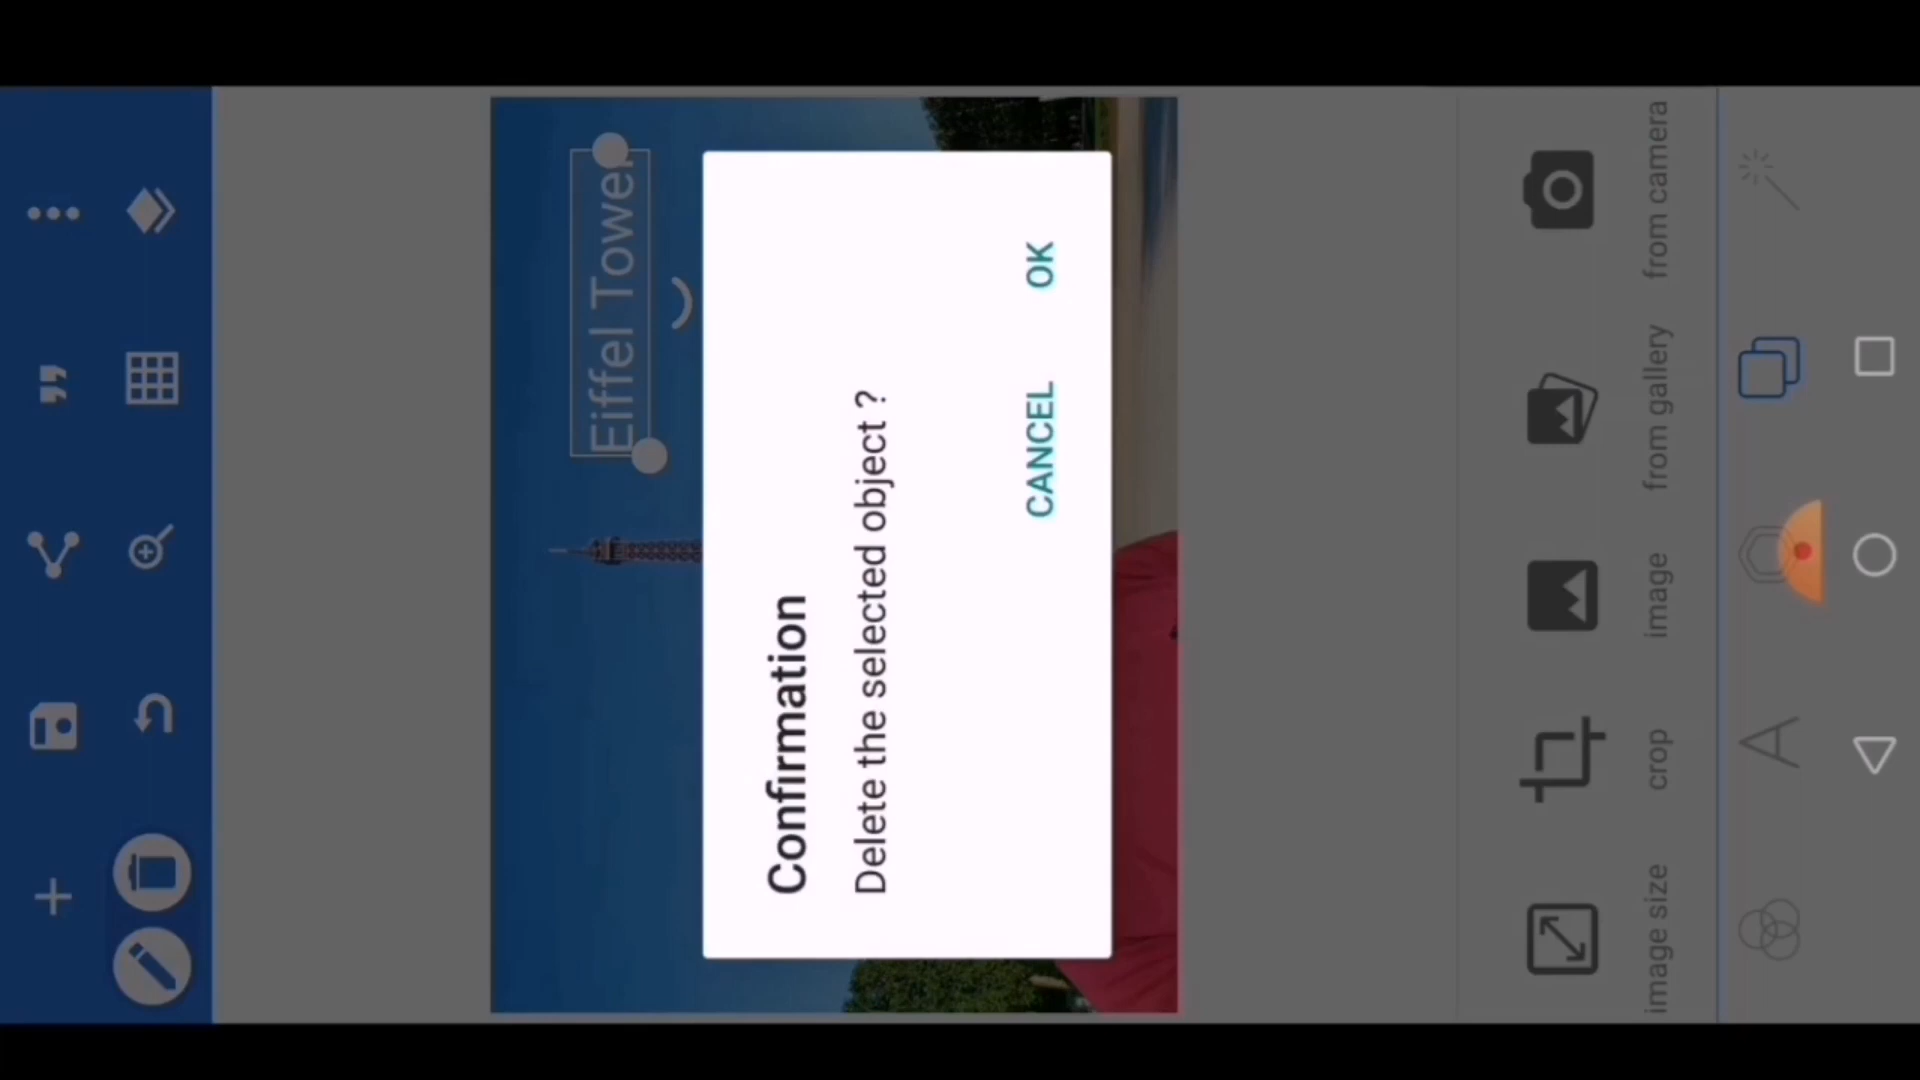 Eiffel Tower
Confirmation
Delete the selected object ?
CANCEL
OK
image size
crop
image
from gallery
from camera